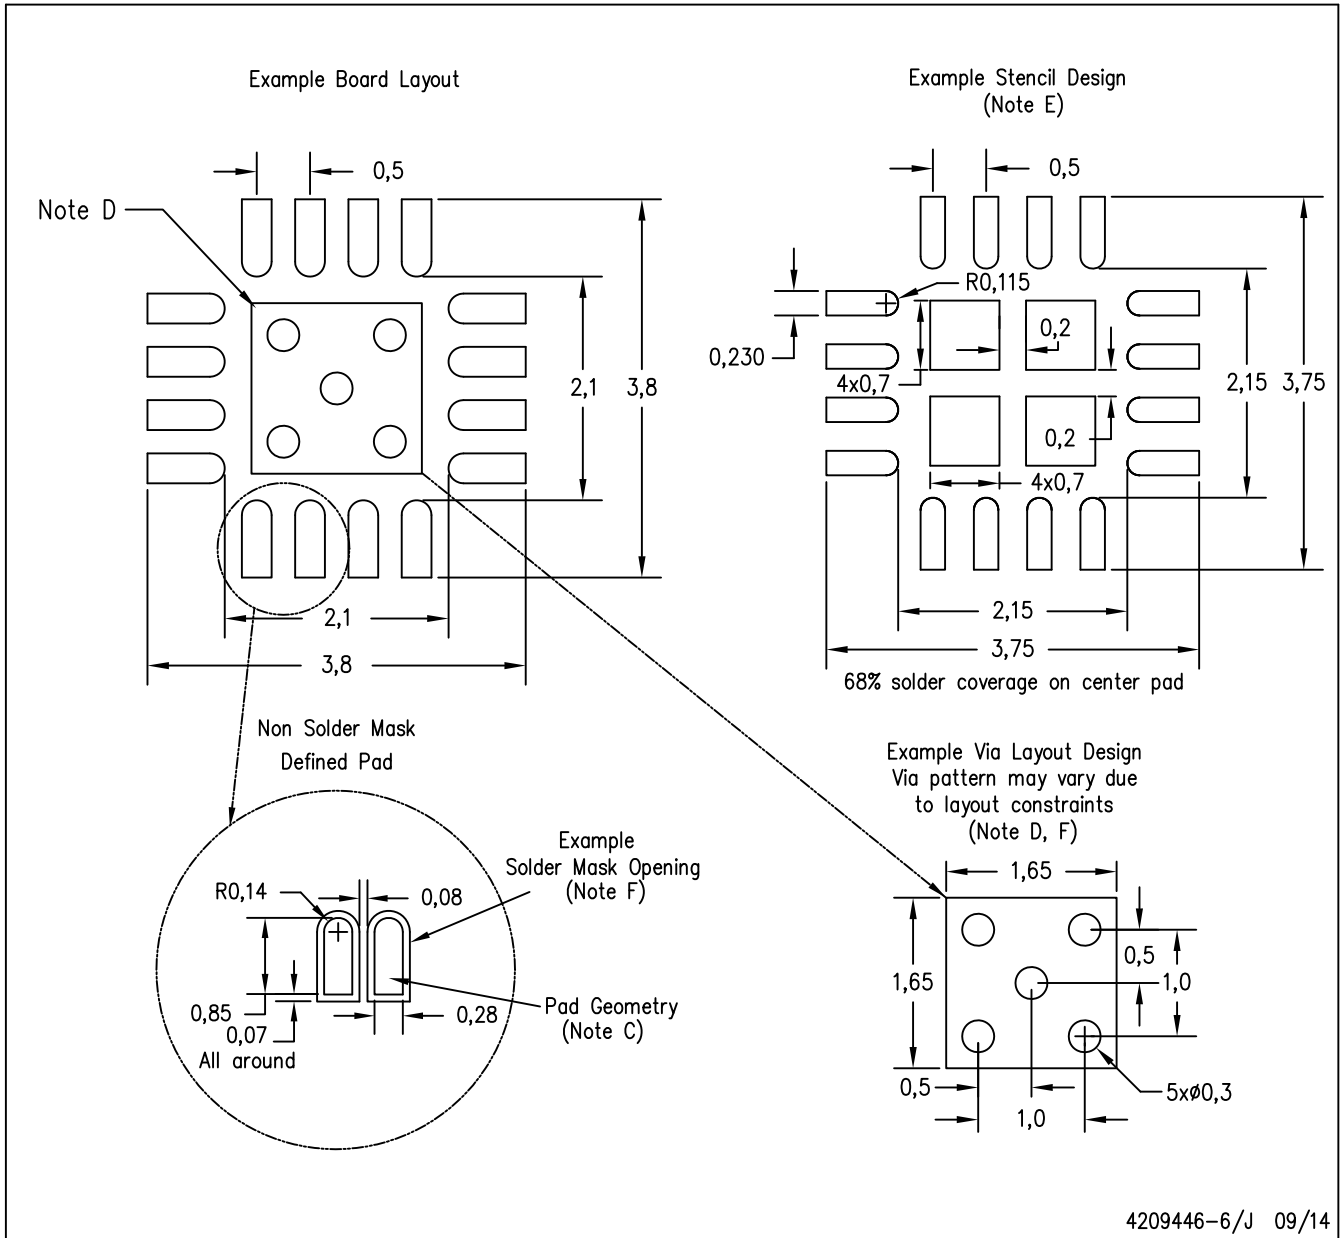 Example Board Layout
0,5
Note D
2,1
3,8
2,1
3,8
Example Stencil Design
(Note E)
0,5
R0,115
0,230
4x0,7
0,2
0,2
4x0,7
2,15
3,75
2,15
3,75
68% solder coverage on center pad
Non Solder Mask
Defined Pad
Example
Solder Mask Opening
(Note F)
R0,14
0,08
0,85
0,07
All around
0,28
Pad Geometry
(Note C)
Example Via Layout Design
Via pattern may vary due
to layout constraints
(Note D, F)
1,65
1,65
0,5
1,0
0,5
1,0
5xø0,3
4209446-6/J 09/14